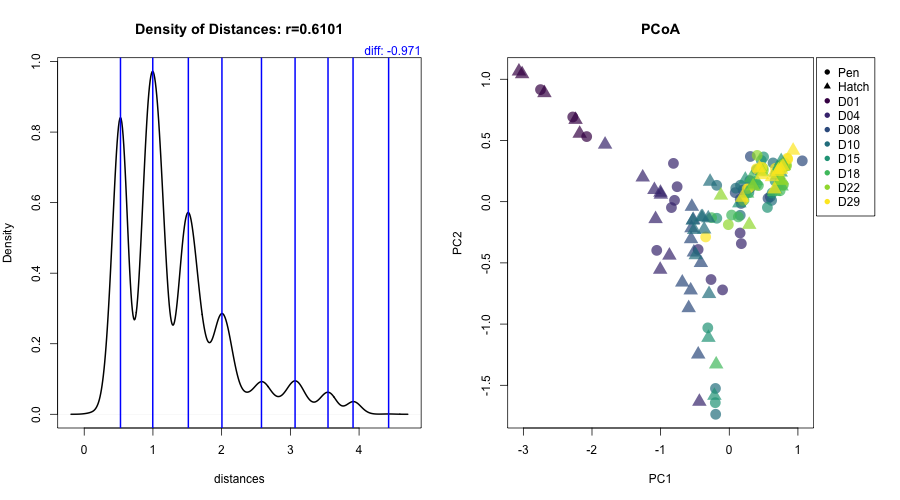 Density of Distances: r=0.6101
diff: -0.971
Density
0.0 0.2 0.4 0.6 0.8 1.0
0 1 2 3 4
distances
PCoA
PC2
-1.5 -1.0 -0.5 0.0 0.5 1.0
-3 -2 -1 0 1
PC1
Pen
Hatch
D01
D04
D08
D10
D15
D18
D22
D29